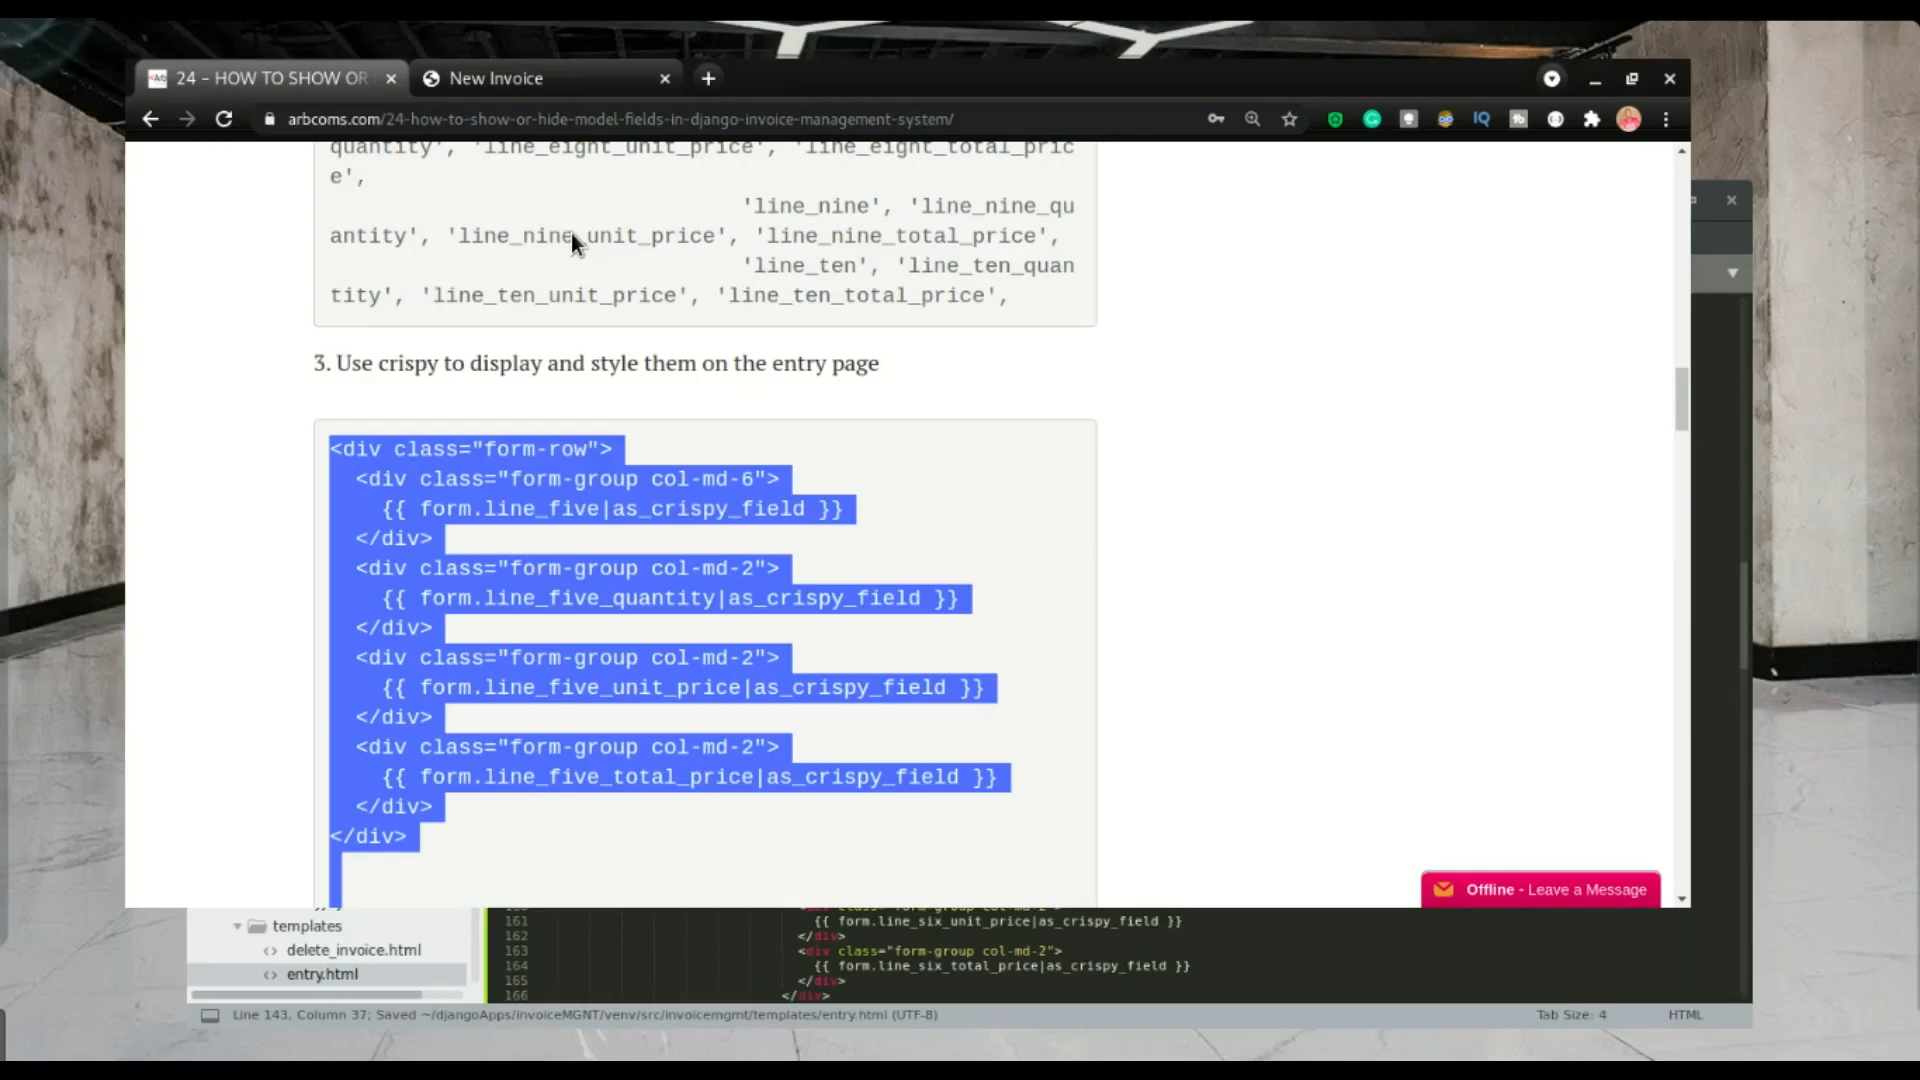 24 – HOW TO SHOW OR
New Invoice
arbcoms.com/24-how-to-show-or-hide-model-fields-in-django-invoice-management-system/
IQ
quantity', 'line_eight_unit_price', 'line_eight_total_pric
e',
'line_nine', 'line_nine_qu
antity', 'line_nine_unit_price', 'line_nine_total_price',
'line_ten', 'line_ten_quan
tity', 'line_ten_unit_price', 'line_ten_total_price',
3. Use crispy to display and style them on the entry page
<div class="form-row">
<div class="form-group col-md-6">
{{ form.line_five|as_crispy_field }}
</div>
<div class="form-group col-md-2">
{{ form.line_five_quantity|as_crispy_field }}
</div>
<div class="form-group col-md-2">
{{ form.line_five_unit_price|as_crispy_field }}
</div>
<div class="form-group col-md-2">
{{ form.line_five_total_price|as_crispy_field }}
</div>
</div>
Offline - Leave a Message
templates
delete_invoice.html
entry.html
161 {{ form.line_six_unit_price|as_crispy_field }}
162 </div>
163 <div class="form-group col-md-2">
164 {{ form.line_six_total_price|as_crispy_field }}
165 </div>
166 </div>
Line 143, Column 37; Saved ~/djangoApps/invoiceMGNT/venv/src/invoicemgmt/templates/entry.html (UTF-8)
Tab Size: 4
HTML